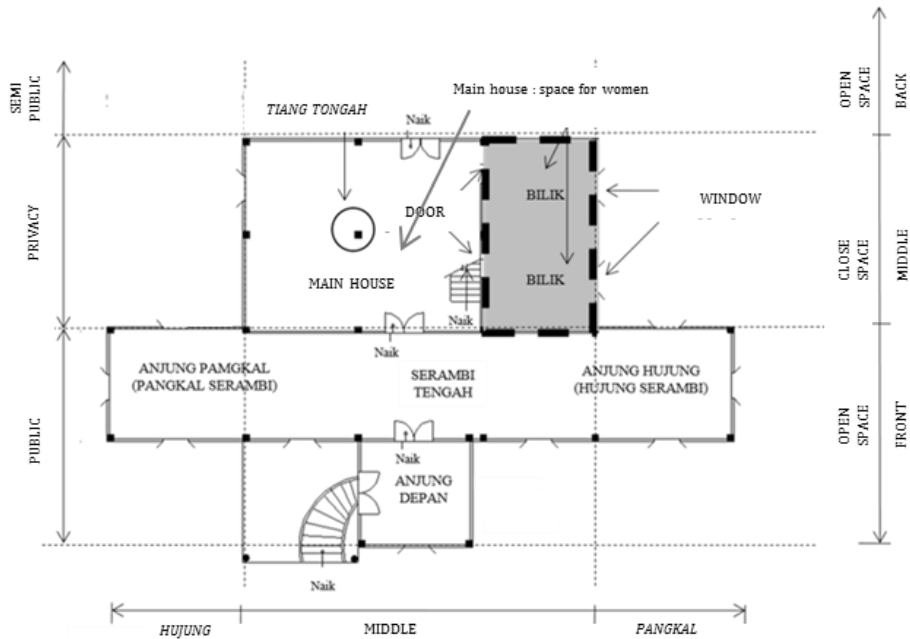 SEMI
PUBLIC
OPEN
SPACE
BACK
Main house : space for women
TIANG TONGAH
Naik
PRIVACY
BILIK
DOOR
WINDOW
CLOSE
SPACE
MIDDLE
MAIN HOUSE
BILIK
Naik
Naik
ANJUNG PAMGKAL
(PANGKAL SERAMBI)
SERAMBI
TENGAH
ANJUNG HUJUNG
(HUJUNG SERAMBI)
PUBLIC
OPEN
SPACE
FRONT
Naik
ANJUNG
DEPAN
Naik
HUJUNG
MIDDLE
PANGKAL